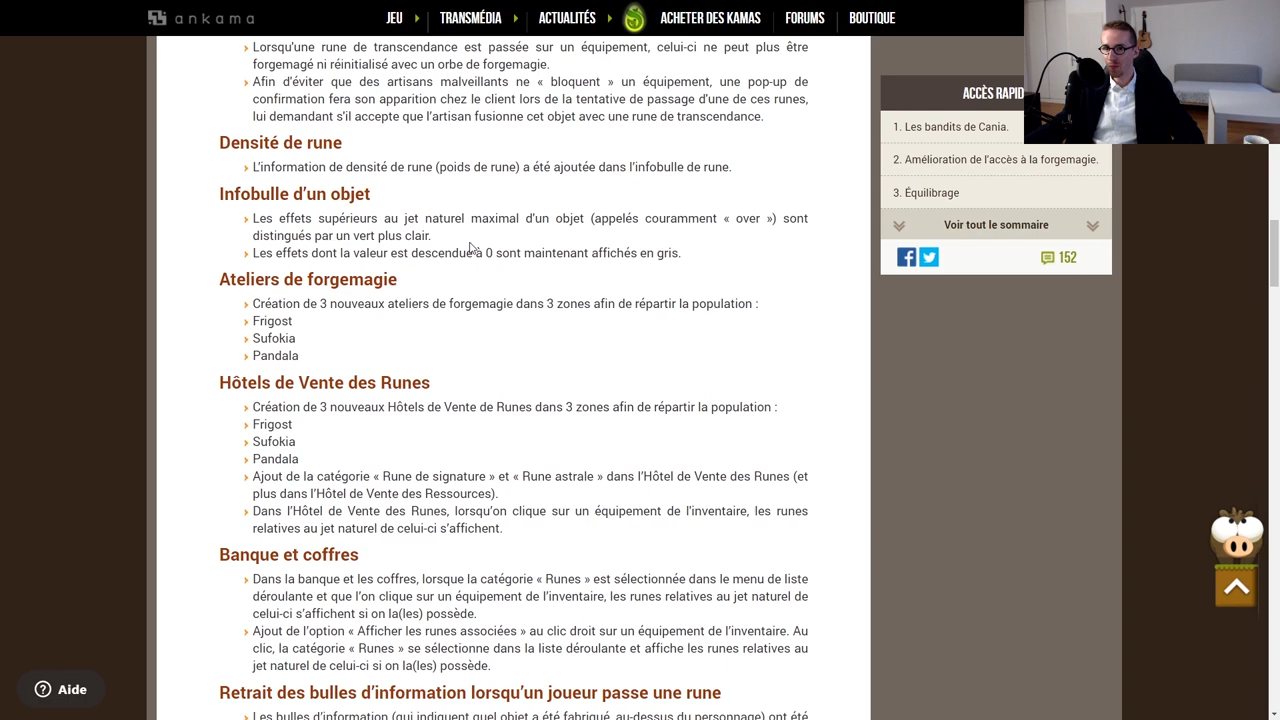 ankama
JEU
TRANSMÉDIA
ACTUALITÉS
ACHETER DES KAMAS
FORUMS
BOUTIQUE
Lorsqu'une rune de transcendance est passée sur un équipement, celui-ci ne peut plus être
forgemagé ni réinitialisé avec un orbe de forgemagie.
Afin d'éviter que des artisans malveillants ne « bloquent » un équipement, une pop-up de
confirmation fera son apparition chez le client lors de la tentative de passage d'une de ces runes,
lui demandant s'il accepte que l'artisan fusionne cet objet avec une rune de transcendance.
Densité de rune
L'information de densité de rune (poids de rune) a été ajoutée dans l'infobulle de rune.
Infobulle d'un objet
Les effets supérieurs au jet naturel maximal d'un objet (appelés couramment « over ») sont
distingués par un vert plus clair.
Les effets dont la valeur est descendue à 0 sont maintenant affichés en gris.
Ateliers de forgemagie
Création de 3 nouveaux ateliers de forgemagie dans 3 zones afin de répartir la population :
Frigost
Sufokia
Pandala
Hôtels de Vente des Runes
Création de 3 nouveaux Hôtels de Vente de Runes dans 3 zones afin de répartir la population :
Frigost
Sufokia
Pandala
Ajout de la catégorie « Rune de signature » et « Rune astrale » dans l'Hôtel de Vente des Runes (et
plus dans l'Hôtel de Vente des Ressources).
Dans l'Hôtel de Vente des Runes, lorsqu'on clique sur un équipement de l'inventaire, les runes
relatives au jet naturel de celui-ci s'affichent.
Banque et coffres
Dans la banque et les coffres, lorsque la catégorie « Runes » est sélectionnée dans le menu de liste
déroulante et que l'on clique sur un équipement de l'inventaire, les runes relatives au jet naturel de
celui-ci s'affichent si on la(les) possède.
Ajout de l'option « Afficher les runes associées » au clic droit sur un équipement de l'inventaire. Au
clic, la catégorie « Runes » se sélectionne dans la liste déroulante et affiche les runes relatives au
jet naturel de celui-ci si on la(les) possède.
Retrait des bulles d'information lorsqu'un joueur passe une rune
Les bulles d'information (qui indiquent quel objet a été fabriqué, au-dessus du personnage) ont été
ACCÈS RAPID
1. Les bandits de Cania.
2. Amélioration de l'accès à la forgemagie.
3. Équilibrage
Voir tout le sommaire
152
Aide